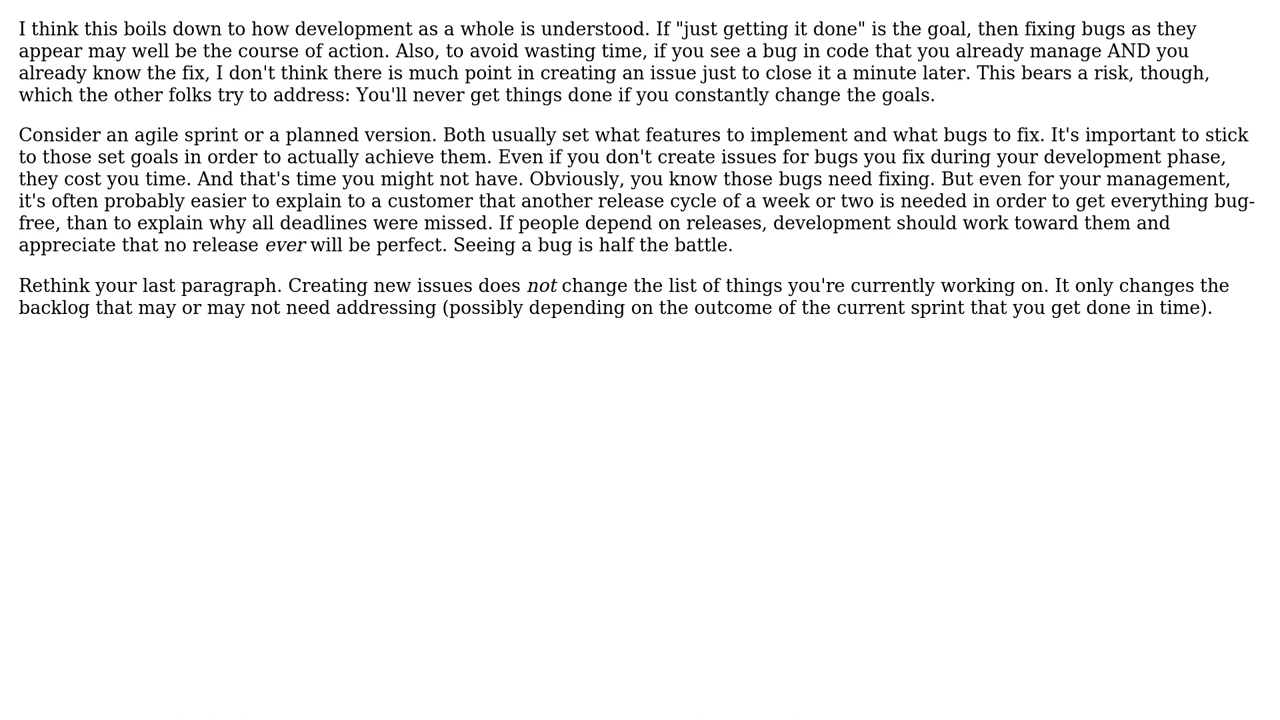 I think this boils down to how development as a whole is understood. If "just getting it done" is the goal, then fixing bugs as they
appear may well be the course of action. Also, to avoid wasting time, if you see a bug in code that you already manage AND you
already know the fix, I don't think there is much point in creating an issue just to close it a minute later. This bears a risk, though,
which the other folks try to address: You'll never get things done if you constantly change the goals.
Consider an agile sprint or a planned version. Both usually set what features to implement and what bugs to fix. It's important to stick
to those set goals in order to actually achieve them. Even if you don't create issues for bugs you fix during your development phase,
they cost you time. And that's time you might not have. Obviously, you know those bugs need fixing. But even for your management,
it's often probably easier to explain to a customer that another release cycle of a week or two is needed in order to get everything bug-
free, than to explain why all deadlines were missed. If people depend on releases, development should work toward them and
appreciate that no release ever will be perfect. Seeing a bug is half the battle.
Rethink your last paragraph. Creating new issues does not change the list of things you're currently working on. It only changes the
backlog that may or may not need addressing (possibly depending on the outcome of the current sprint that you get done in time).